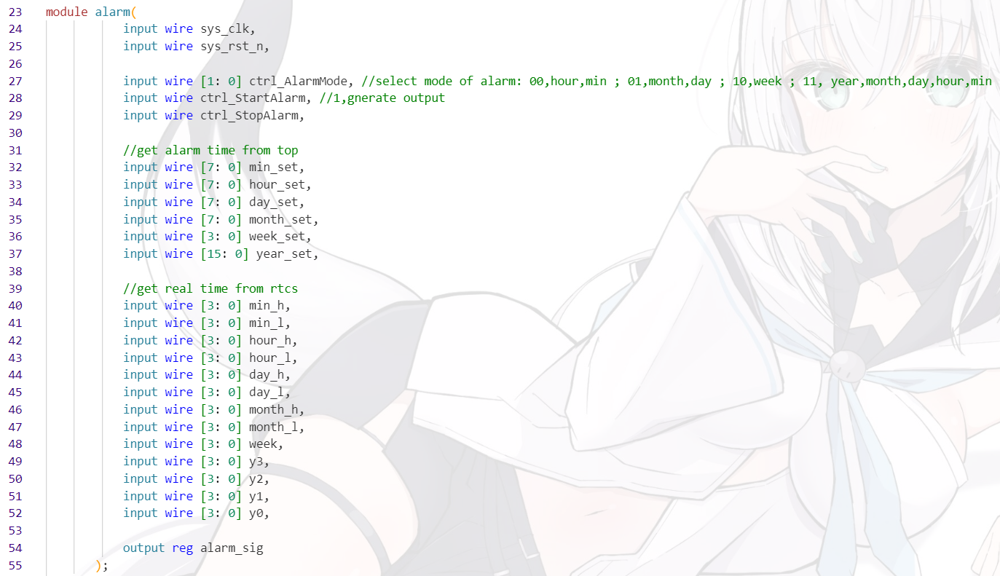 23 module alarm(
24 input wire sys_clk,
25 input wire sys_rst_n,
26
27 input wire [1: 0] ctrl_AlarmMode, //select mode of alarm: 00,hour,min ; 01,month,day ; 10,week ; 11, year,month,day,hour,min
28 input wire ctrl_StartAlarm, //1,gnerate output
29 input wire ctrl_StopAlarm,
30
31 //get alarm time from top
32 input wire [7: 0] min_set,
33 input wire [7: 0] hour_set,
34 input wire [7: 0] day_set,
35 input wire [7: 0] month_set,
36 input wire [3: 0] week_set,
37 input wire [15: 0] year_set,
38
39 //get real time from rtcs
40 input wire [3: 0] min_h,
41 input wire [3: 0] min_l,
42 input wire [3: 0] hour_h,
43 input wire [3: 0] hour_l,
44 input wire [3: 0] day_h,
45 input wire [3: 0] day_l,
46 input wire [3: 0] month_h,
47 input wire [3: 0] month_l,
48 input wire [3: 0] week,
49 input wire [3: 0] y3,
50 input wire [3: 0] y2,
51 input wire [3: 0] y1,
52 input wire [3: 0] y0,
53
54 output reg alarm_sig
55 );